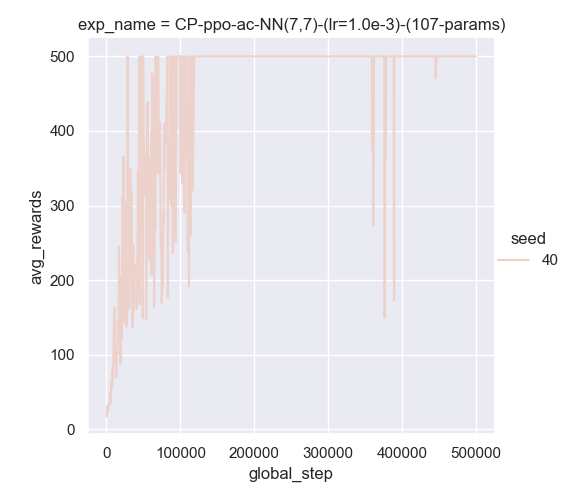 exp_name = CP-ppo-ac-NN(7,7)-(lr=1.0e-3)-(107-params)
500
400
300
200
100
0
avg_rewards
0 100000 200000 300000 400000 500000
global_step
seed
40